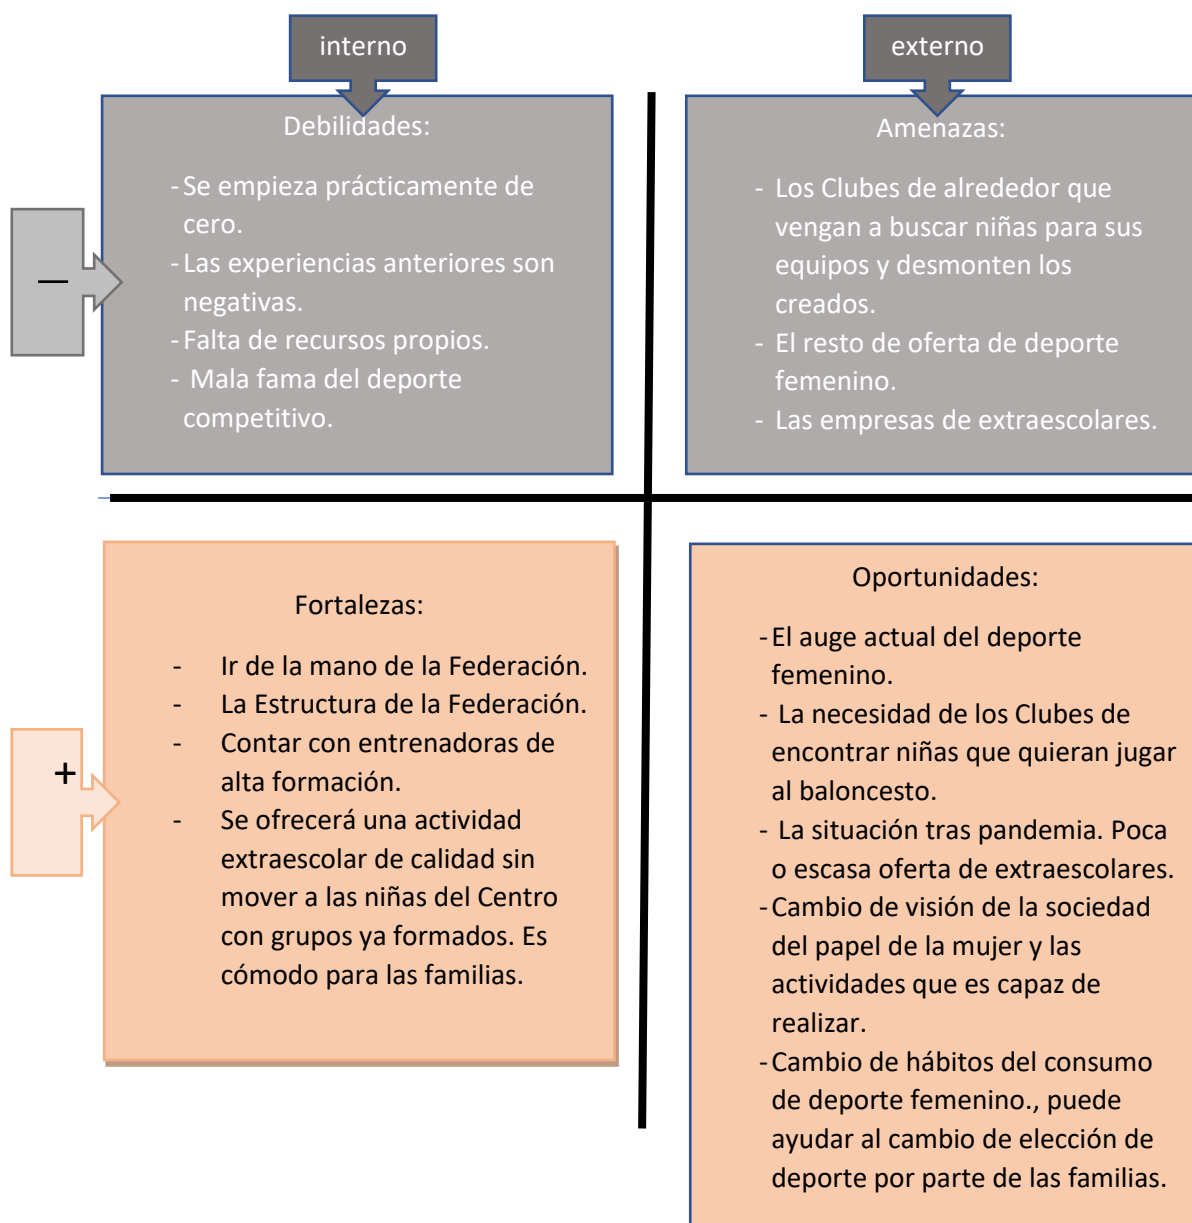 interno
externo
Debilidades:
- Se empieza prácticamente de
cero.
- Las experiencias anteriores son
negativas.
- Falta de recursos propios.
- Mala fama del deporte
competitivo.
Amenazas:
- Los Clubes de alrededor que
vengan a buscar niñas para sus
equipos y desmonten los
creados.
- El resto de oferta de deporte
femenino.
- Las empresas de extraescolares.
—
Fortalezas:
- Ir de la mano de la Federación.
- La Estructura de la Federación.
- Contar con entrenadoras de
alta formación.
- Se ofrecerá una actividad
extraescolar de calidad sin
mover a las niñas del Centro
con grupos ya formados. Es
cómodo para las familias.
+
Oportunidades:
- El auge actual del deporte
femenino.
- La necesidad de los Clubes de
encontrar niñas que quieran jugar
al baloncesto.
- La situación tras pandemia. Poca
o escasa oferta de extraescolares.
- Cambio de visión de la sociedad
del papel de la mujer y las
actividades que es capaz de
realizar.
- Cambio de hábitos del consumo
de deporte femenino., puede
ayudar al cambio de elección de
deporte por parte de las familias.